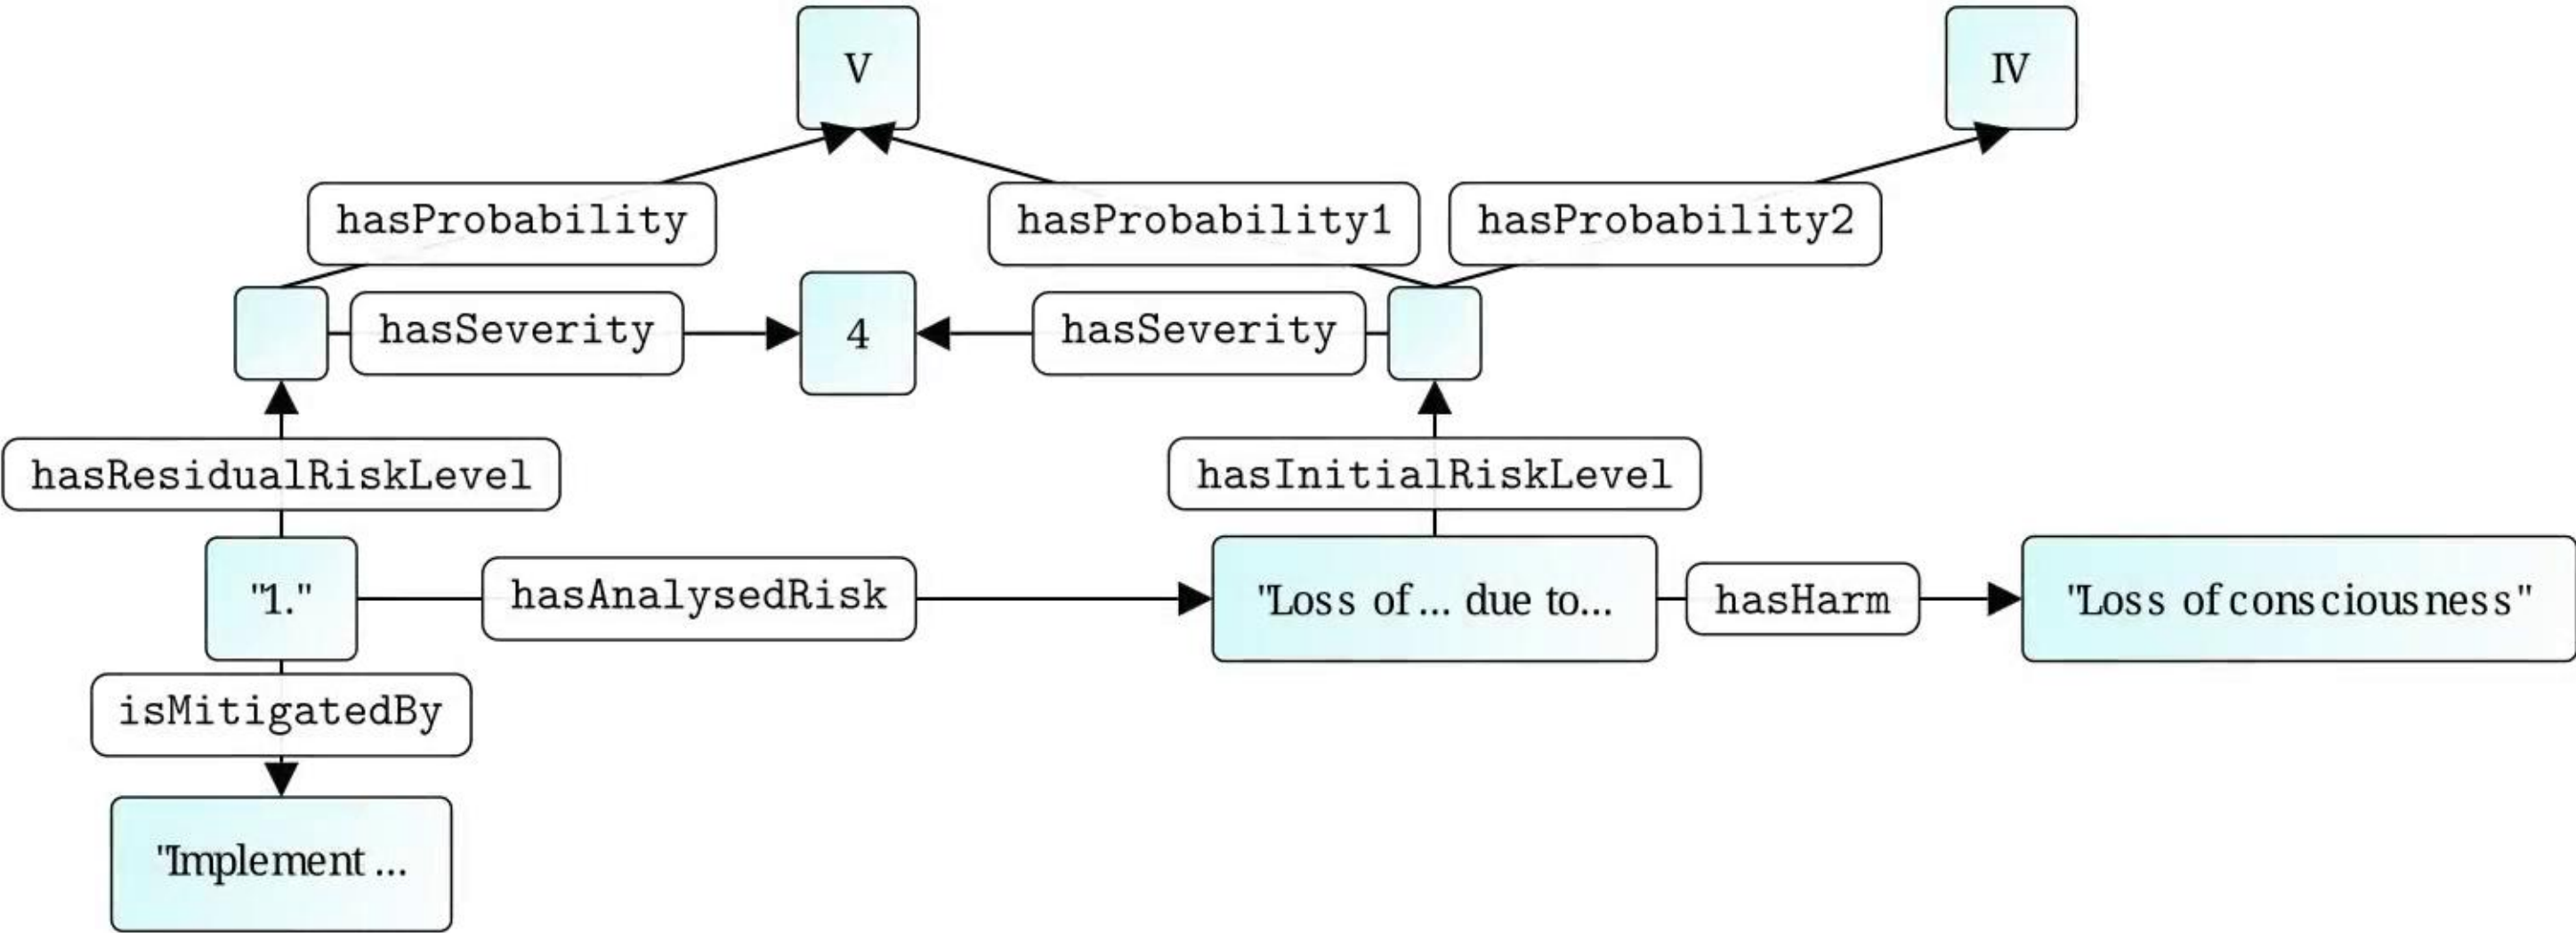 V
IV
hasProbability
hasProbability1
hasProbability2
hasSeverity
4
hasSeverity
hasResidualRiskLevel
hasInitialRiskLevel
"1."
hasAnalysedRisk
"Loss of... due to...
hasHarm
"Loss of consciousness"
isMitigatedBy
"Implement ...